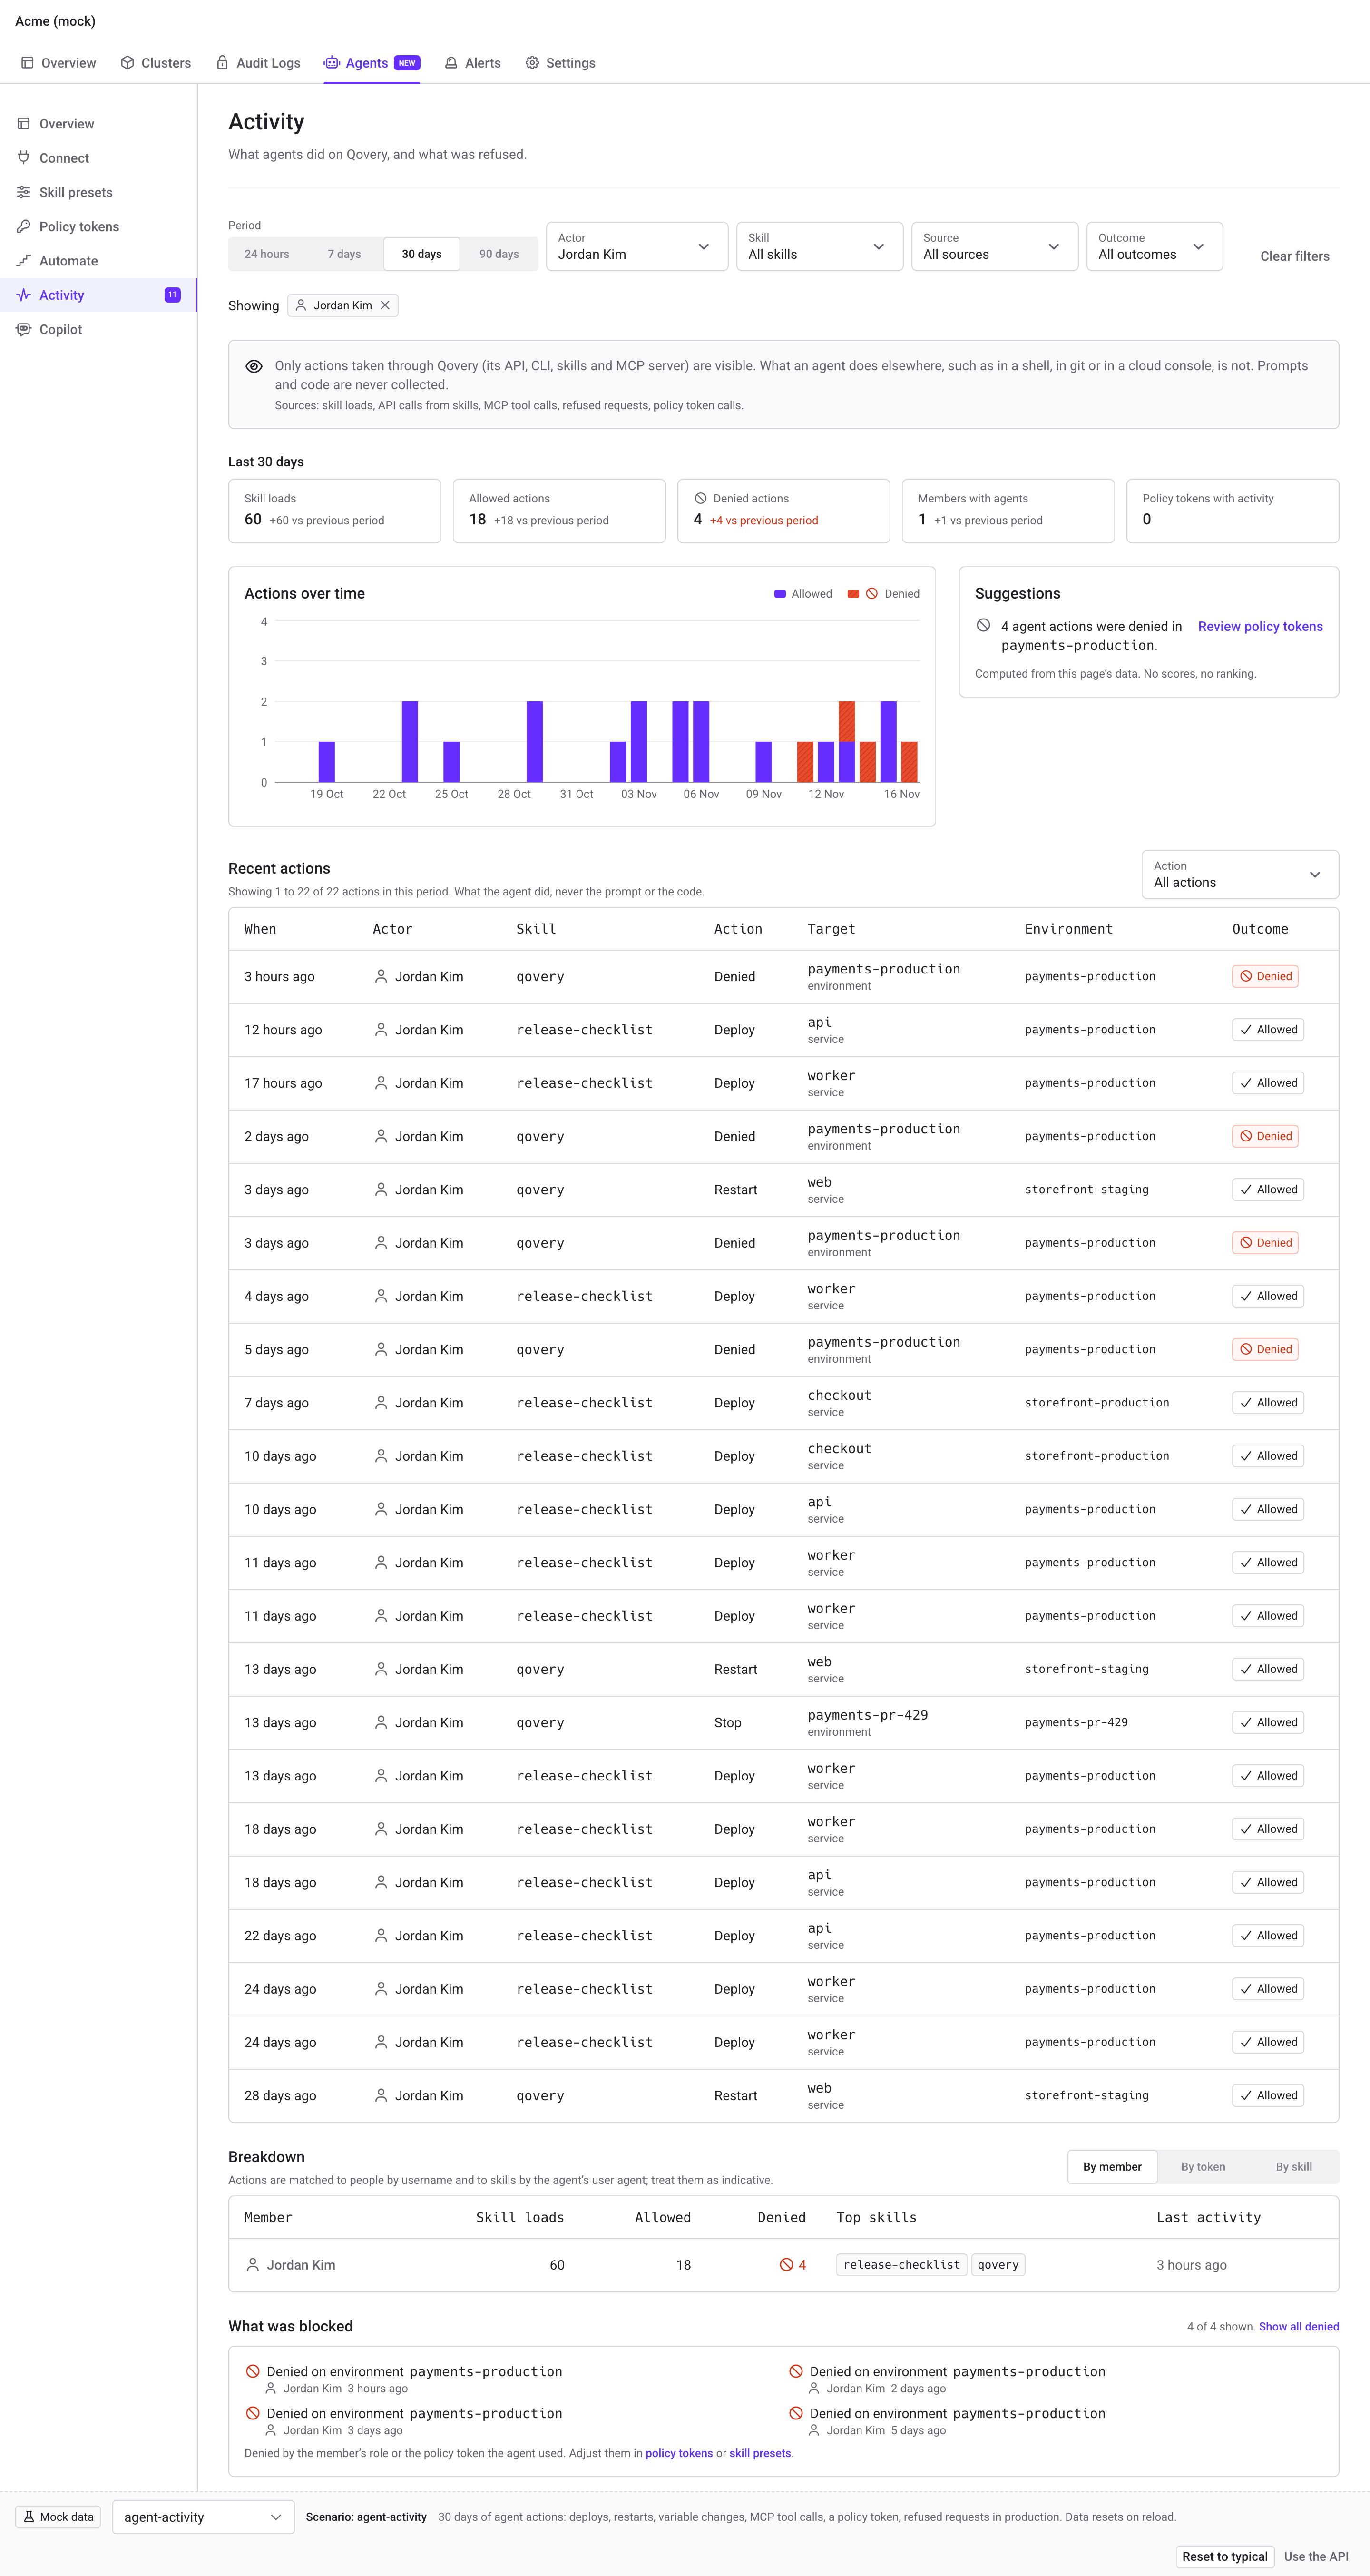 Acme (mock)
Overview
Clusters
Audit Logs
Agents NEW
Alerts
Settings
Overview
Connect
Skill presets
Policy tokens
Automate
Activity 11
Copilot
Activity
What agents did on Qovery, and what was refused.
Period
24 hours 7 days 30 days 90 days
Actor
Jordan Kim
Skill
All skills
Source
All sources
Outcome
All outcomes
Clear filters
Showing Jordan Kim
Only actions taken through Qovery (its API, CLI, skills and MCP server) are visible. What an agent does elsewhere, such as in a shell, in git or in a cloud console, is not. Prompts
and code are never collected.
Sources: skill loads, API calls from skills, MCP tool calls, refused requests, policy token calls.
Last 30 days
Skill loads
60 +60 vs previous period
Allowed actions
18 +18 vs previous period
Denied actions
4 +4 vs previous period
Members with agents
1 +1 vs previous period
Policy tokens with activity
0
Actions over time
Allowed Denied
4
3
2
1
0
19 Oct 22 Oct 25 Oct 28 Oct 31 Oct 03 Nov 06 Nov 09 Nov 12 Nov 16 Nov
Suggestions
4 agent actions were denied in
payments-production.
Review policy tokens
Computed from this page's data. No scores, no ranking.
Recent actions
Showing 1 to 22 of 22 actions in this period. What the agent did, never the prompt or the code.
Action
All actions
When Actor Skill Action Target Environment Outcome
3 hours ago Jordan Kim qovery Denied payments-production environment payments-production Denied
12 hours ago Jordan Kim release-checklist Deploy api service payments-production Allowed
17 hours ago Jordan Kim release-checklist Deploy worker service payments-production Allowed
2 days ago Jordan Kim qovery Denied payments-production environment payments-production Denied
3 days ago Jordan Kim qovery Restart web service storefront-staging Allowed
3 days ago Jordan Kim qovery Denied payments-production environment payments-production Denied
4 days ago Jordan Kim release-checklist Deploy worker service payments-production Allowed
5 days ago Jordan Kim qovery Denied payments-production environment payments-production Denied
7 days ago Jordan Kim release-checklist Deploy checkout service storefront-production Allowed
10 days ago Jordan Kim release-checklist Deploy checkout service storefront-production Allowed
10 days ago Jordan Kim release-checklist Deploy api service payments-production Allowed
11 days ago Jordan Kim release-checklist Deploy worker service payments-production Allowed
11 days ago Jordan Kim release-checklist Deploy worker service payments-production Allowed
13 days ago Jordan Kim qovery Restart web service storefront-staging Allowed
13 days ago Jordan Kim qovery Stop payments-pr-429 environment payments-pr-429 Allowed
13 days ago Jordan Kim release-checklist Deploy worker service payments-production Allowed
18 days ago Jordan Kim release-checklist Deploy worker service payments-production Allowed
18 days ago Jordan Kim release-checklist Deploy api service payments-production Allowed
22 days ago Jordan Kim release-checklist Deploy api service payments-production Allowed
24 days ago Jordan Kim release-checklist Deploy worker service payments-production Allowed
24 days ago Jordan Kim release-checklist Deploy worker service payments-production Allowed
28 days ago Jordan Kim qovery Restart web service storefront-staging Allowed
Breakdown
Actions are matched to people by username and to skills by the agent's user agent; treat them as indicative.
By member By token By skill
Member Skill loads Allowed Denied Top skills Last activity
Jordan Kim 60 18 4 release-checklist qovery 3 hours ago
What was blocked
4 of 4 shown. Show all denied
Denied on environment payments-production
Jordan Kim 3 hours ago
Denied on environment payments-production
Jordan Kim 2 days ago
Denied on environment payments-production
Jordan Kim 3 days ago
Denied on environment payments-production
Jordan Kim 5 days ago
Denied by the member's role or the policy token the agent used. Adjust them in policy tokens or skill presets.
Mock data
agent-activity
Scenario: agent-activity 30 days of agent actions: deploys, restarts, variable changes, MCP tool calls, a policy token, refused requests in production. Data resets on reload.
Reset to typical
Use the API